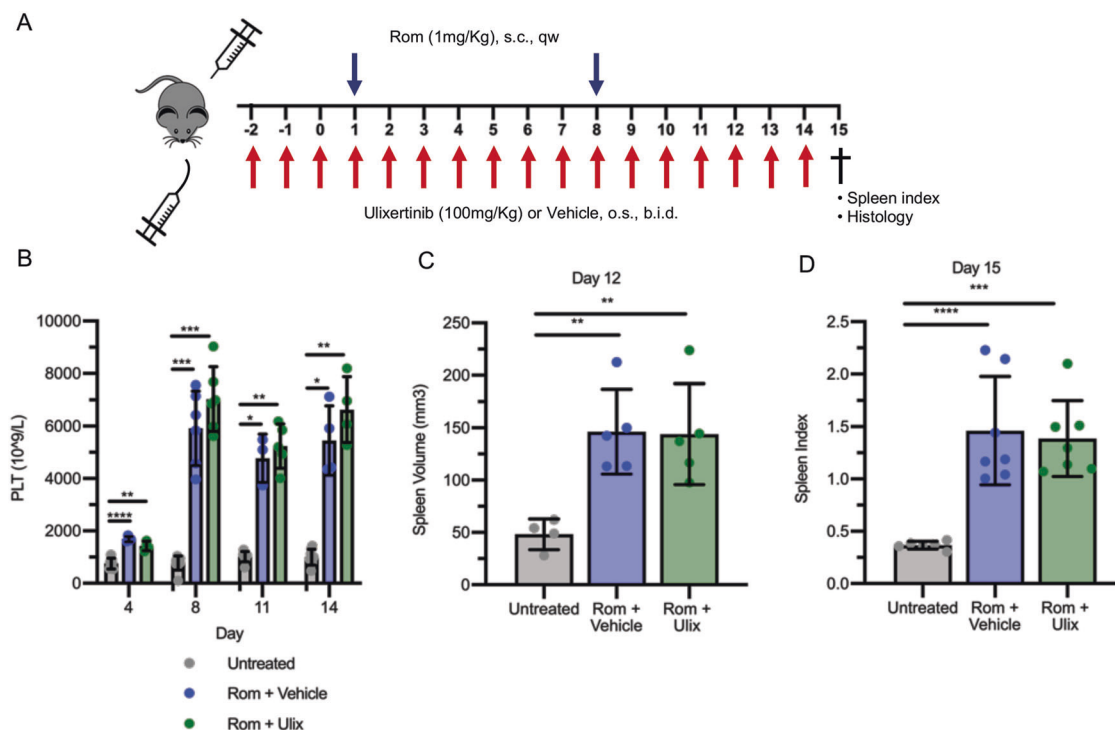 A
Rom (1mg/Kg), s.c., qw
-2 -1 0 1 2 3 4 5 6 7 8 9 10 11 12 13 14 15
Ulixertinib (100mg/Kg) or Vehicle, o.s., b.i.d.
• Spleen index
• Histology
B
PLT (10^9/L)
10000
8000
6000
4000
2000
0
**
****
***
***
**
*
**
*
4 8 11 14
Day
Untreated
Rom + Vehicle
Rom + Ulix
C
Day 12
**
**
Spleen Volume (mm3)
250
200
150
100
50
0
Untreated Rom + Rom +
Vehicle Ulix
D
Day 15
***
****
Spleen Index
2.5
2.0
1.5
1.0
0.5
0.0
Untreated Rom + Rom +
Vehicle Ulix